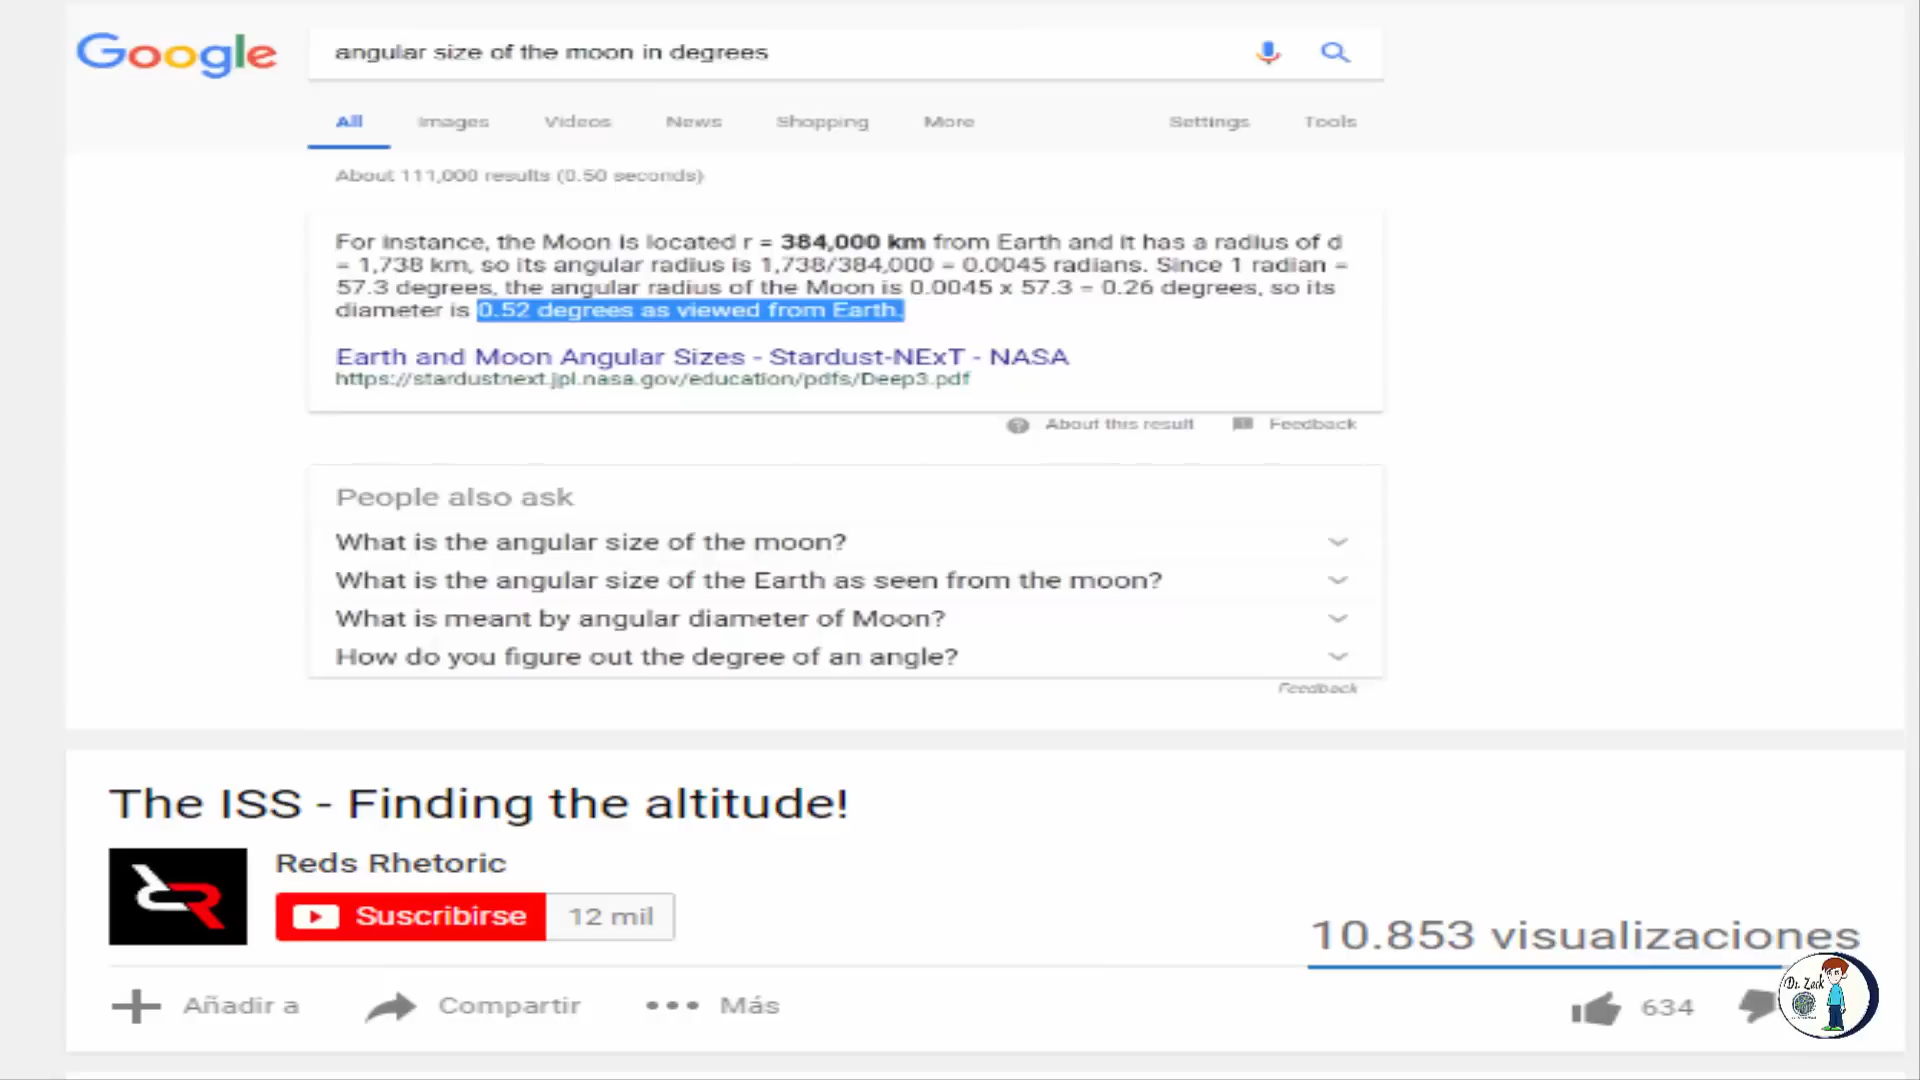 Google
angular size of the moon in degrees
All Images Videos News Shopping More Settings Tools
About 111,000 results (0.50 seconds)
For instance, the Moon is located r = 384,000 km from Earth and it has a radius of d
= 1,738 km, so its angular radius is 1,738/384,000 = 0.0045 radians. Since 1 radian =
57.3 degrees, the angular radius of the Moon is 0.0045 x 57.3 = 0.26 degrees, so its
diameter is 0.52 degrees as viewed from Earth.
Earth and Moon Angular Sizes - Stardust-NExT - NASA
https://stardustnext.jpl.nasa.gov/education/pdfs/Deep3.pdf
About this result Feedback
People also ask
What is the angular size of the moon?
What is the angular size of the Earth as seen from the moon?
What is meant by angular diameter of Moon?
How do you figure out the degree of an angle?
Feedback
The ISS - Finding the altitude!
Reds Rhetoric
Suscribirse 12 mil
10.853 visualizaciones
Añadir a Compartir Más 634
Dr. Zack